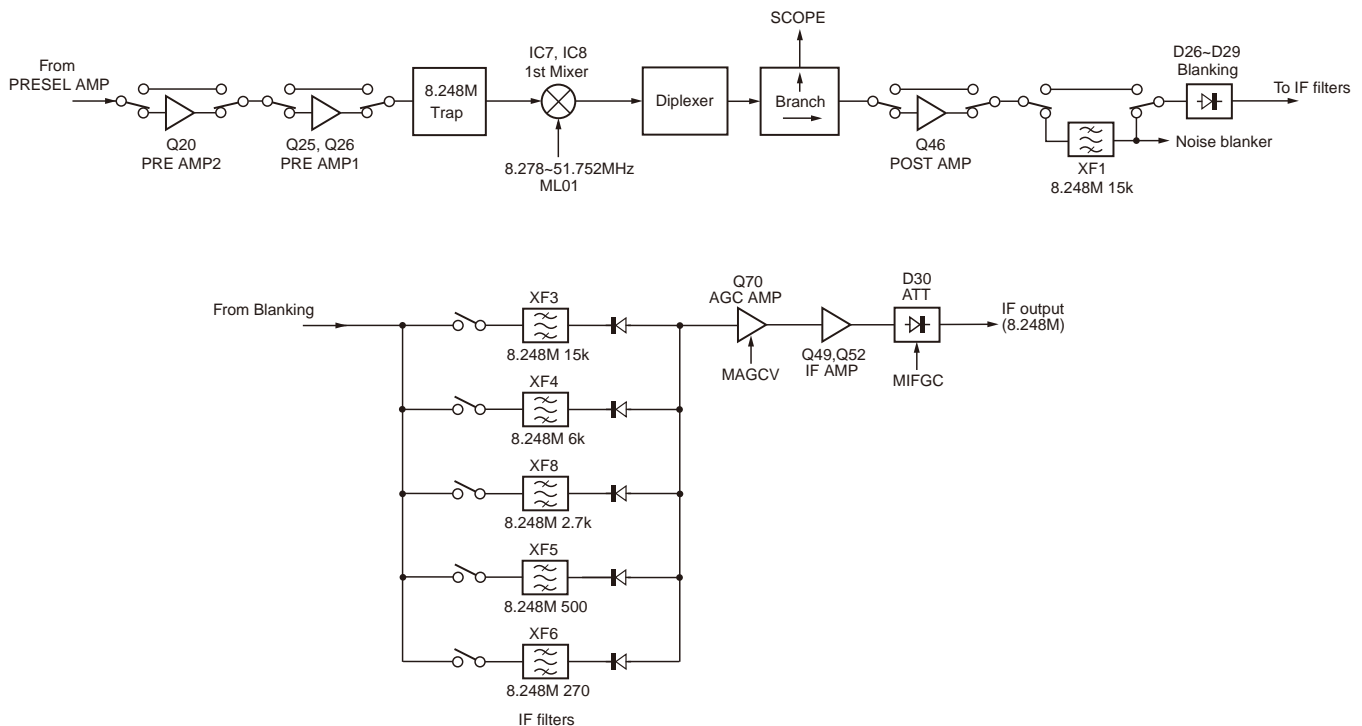 SCOPE
From
PRESEL AMP
Q20
PRE AMP2
Q25, Q26
PRE AMP1
8.248M
Trap
IC7, IC8
1st Mixer
8.278~51.752MHz
ML01
Diplexer
Branch
Q46
POST AMP
XF1
8.248M 15k
Noise blanker
D26~D29
Blanking
To IF filters
From Blanking
XF3
8.248M 15k
XF4
8.248M 6k
XF8
8.248M 2.7k
XF5
8.248M 500
XF6
8.248M 270
IF filters
Q70
AGC AMP
MAGCV
Q49,Q52
IF AMP
D30
ATT
MIFGC
IF output
(8.248M)